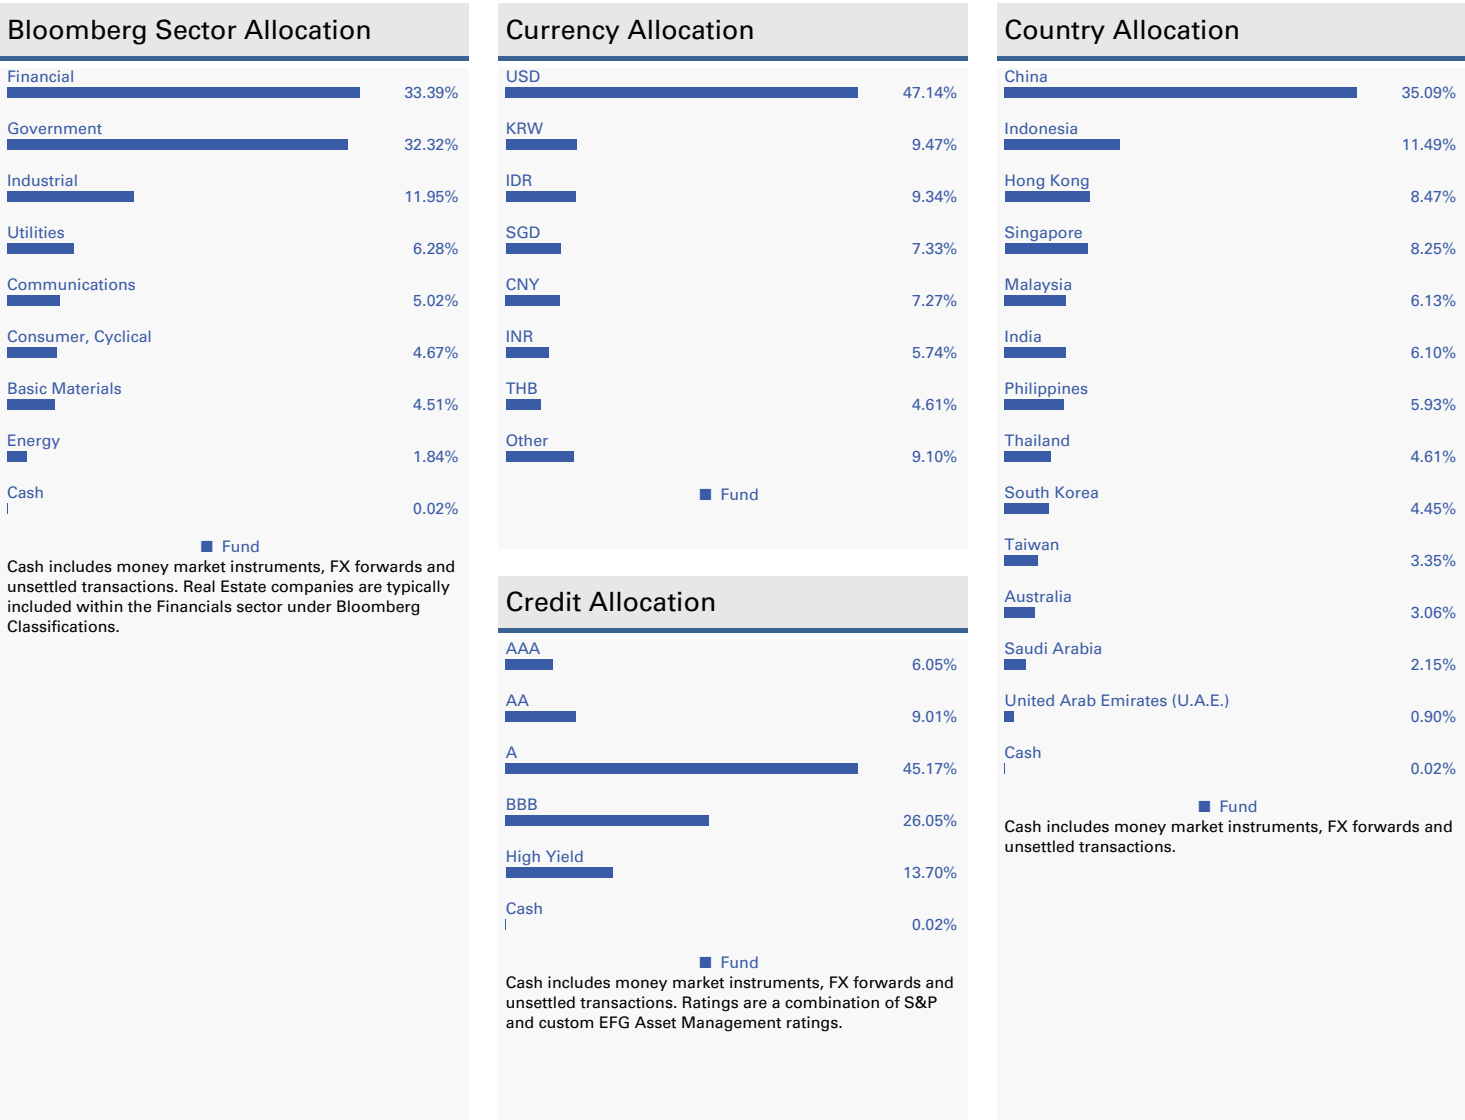 Bloomberg Sector Allocation
Financial
33.39%
Government
32.32%
Industrial
11.95%
Utilities
6.28%
Communications
5.02%
Consumer, Cyclical
4.67%
Basic Materials
4.51%
Energy
1.84%
Cash
0.02%
Fund
Cash includes money market instruments, FX forwards and
unsettled transactions. Real Estate companies are typically
included within the Financials sector under Bloomberg
Classifications.
Currency Allocation
USD
47.14%
KRW
9.47%
IDR
9.34%
SGD
7.33%
CNY
7.27%
INR
5.74%
THB
4.61%
Other
9.10%
Fund
Credit Allocation
AAA
6.05%
AA
9.01%
A
45.17%
BBB
26.05%
High Yield
13.70%
Cash
0.02%
Fund
Cash includes money market instruments, FX forwards and
unsettled transactions. Ratings are a combination of S&P
and custom EFG Asset Management ratings.
Country Allocation
China
35.09%
Indonesia
11.49%
Hong Kong
8.47%
Singapore
8.25%
Malaysia
6.13%
India
6.10%
Philippines
5.93%
Thailand
4.61%
South Korea
4.45%
Taiwan
3.35%
Australia
3.06%
Saudi Arabia
2.15%
United Arab Emirates (U.A.E.)
0.90%
Cash
0.02%
Fund
Cash includes money market instruments, FX forwards and
unsettled transactions.